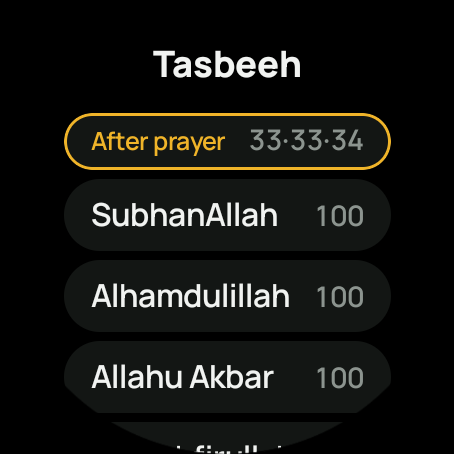 Tasbeeh
After prayer 33·33·34
SubhanAllah 100
Alhamdulillah 100
Allahu Akbar 100